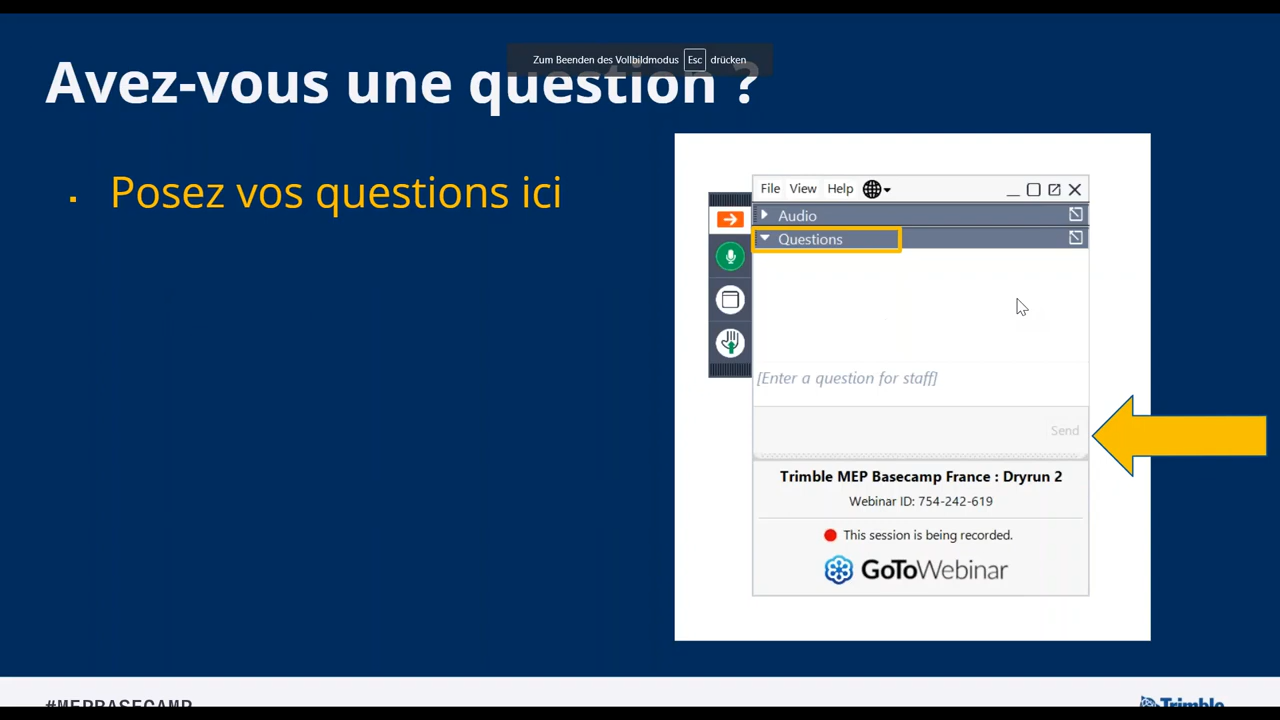 Zum Beenden des Vollbildmodus Esc drücken
Avez-vous une question ?
▪ Posez vos questions ici
File View Help
Audio
Questions
[Enter a question for staff]
Send
Trimble MEP Basecamp France : Dryrun 2
Webinar ID: 754-242-619
This session is being recorded.
GoToWebinar
#MEPBASECAMP
Trimble